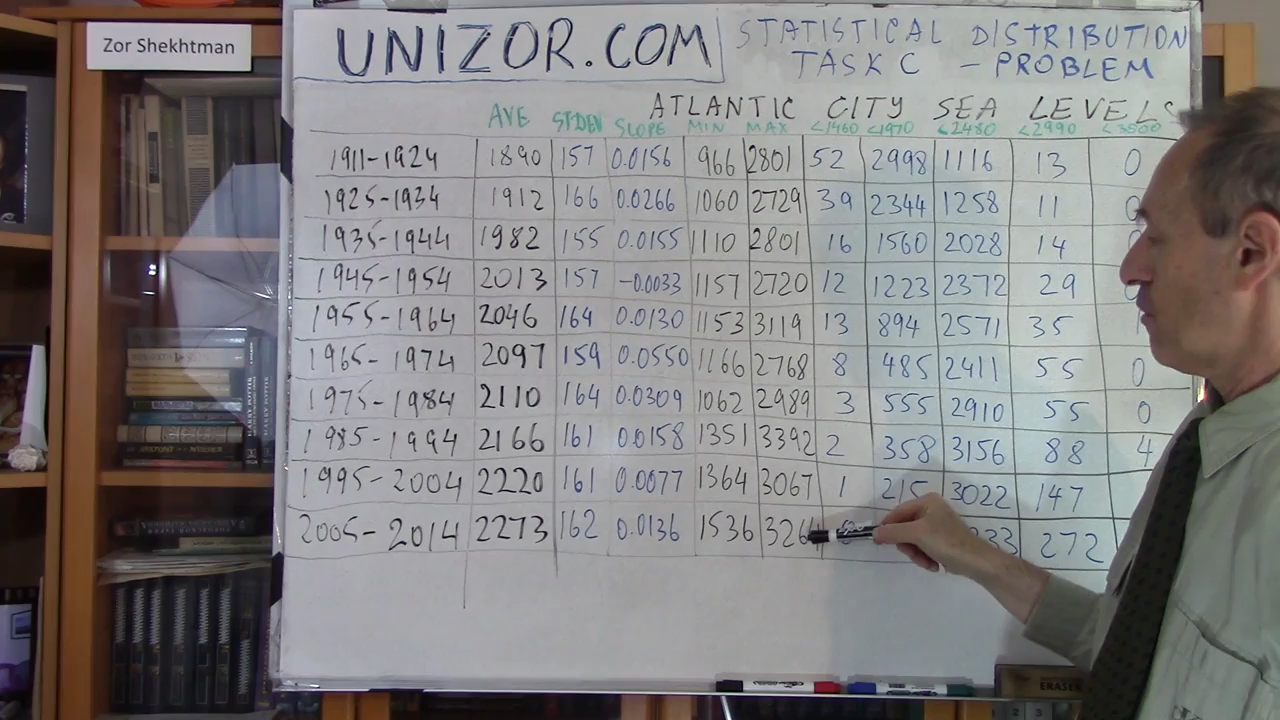 Zor Shekhtman
UNIZOR.COM
STATISTICAL DISTRIBUTION
TASK C - PROBLEM
ATLANTIC CITY SEA LEVELS
AVE STDEV SLOPE MIN MAX <1460 <1970 <2480 <2990 <3500
1911-1924 1890 157 0.0156 966 2801 52 2998 1116 13 0
1925-1934 1912 166 0.0266 1060 2729 39 2344 1258 11
1935-1944 1982 155 0.0155 1110 2801 16 1560 2028 14
1945-1954 2013 157 -0.0033 1157 2720 12 1223 2372 29
1955-1964 2046 164 0.0130 1153 3119 13 894 2571 35 1
1965-1974 2097 159 0.0550 1166 2768 8 485 2411 55 0
1975-1984 2110 164 0.0309 1062 2989 3 555 2910 55 0
1985-1994 2166 161 0.0158 1351 3392 2 358 3156 88 4
1995-2004 2220 161 0.0077 1364 3067 1 215 3022 147
2005-2014 2273 162 0.0136 1536 3264 272
ERASER